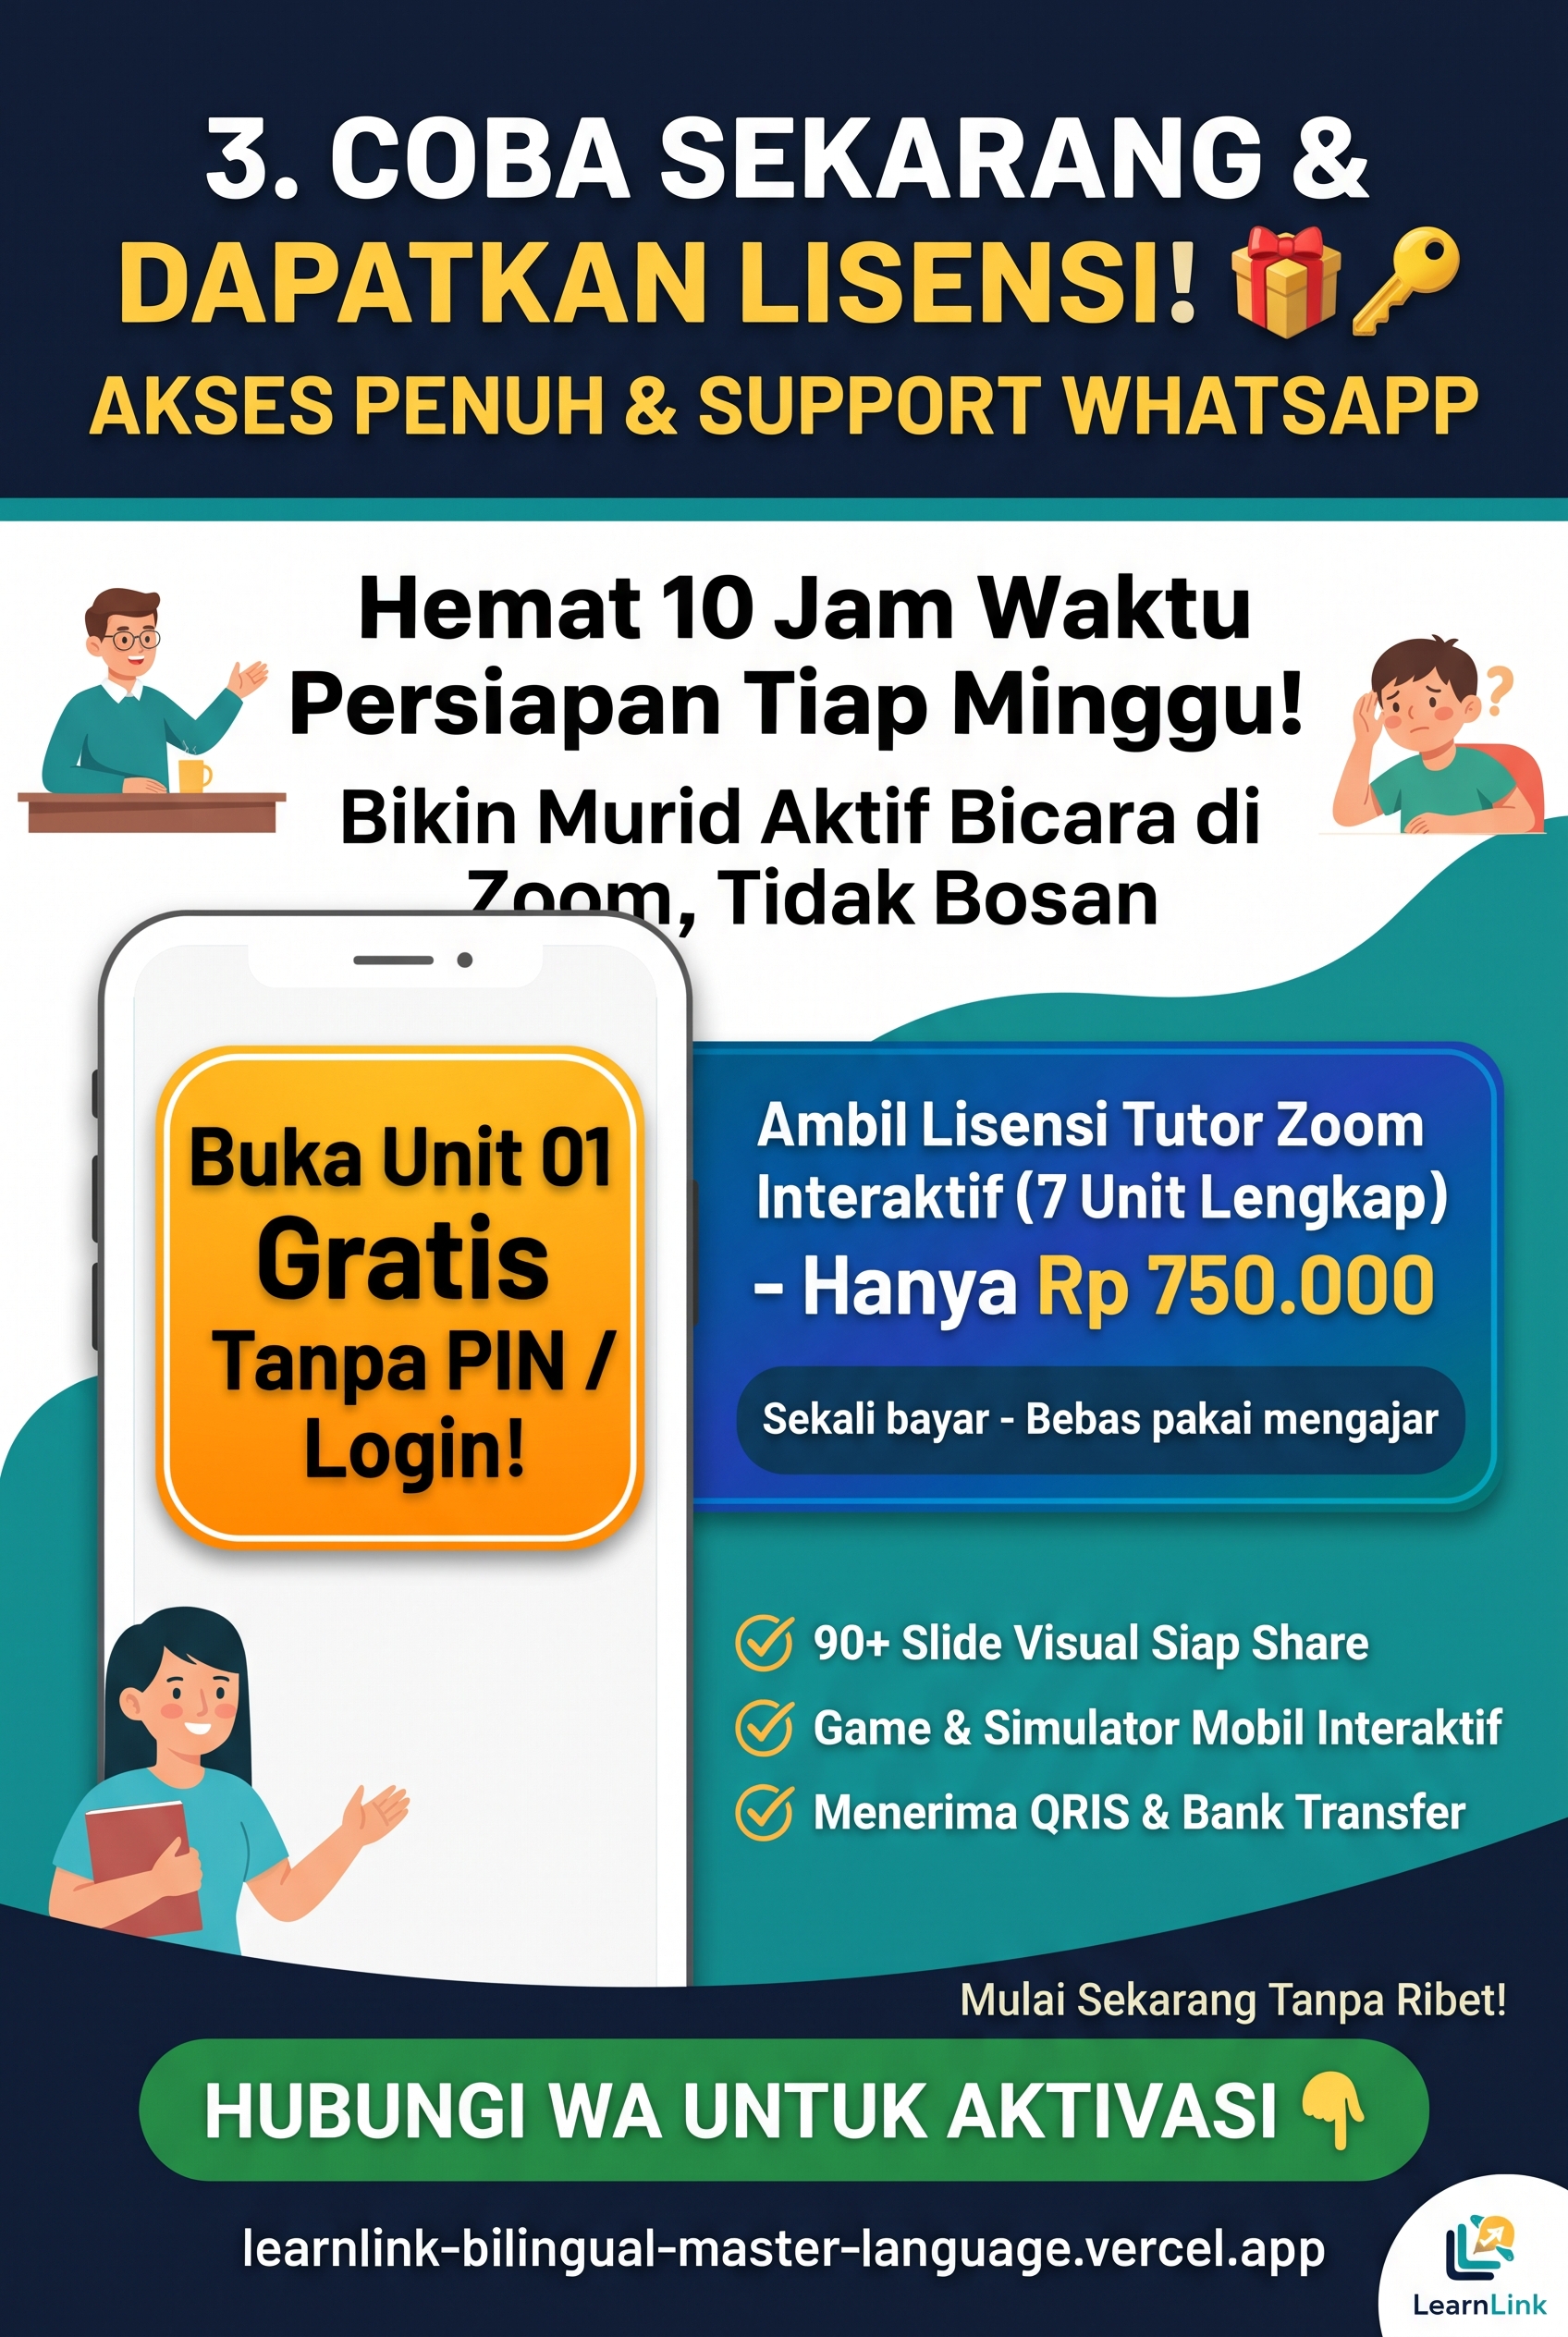 3. COBA SEKARANG &
DAPATKAN LISENSI! 🎁🔑
AKSES PENUH & SUPPORT WHATSAPP
Hemat 10 Jam Waktu
Persiapan Tiap Minggu!
Bikin Murid Aktif Bicara di
Zoom, Tidak Bosan
?
Buka Unit 01
Gratis
Tanpa PIN /
Login!
Ambil Lisensi Tutor Zoom
Interaktif (7 Unit Lengkap)
- Hanya Rp 750.000
Sekali bayar - Bebas pakai mengajar
90+ Slide Visual Siap Share
Game & Simulator Mobil Interaktif
Menerima QRIS & Bank Transfer
Mulai Sekarang Tanpa Ribet!
HUBUNGI WA UNTUK AKTIVASI 👇
learnlink-bilingual-master-language.vercel.app
LearnLink